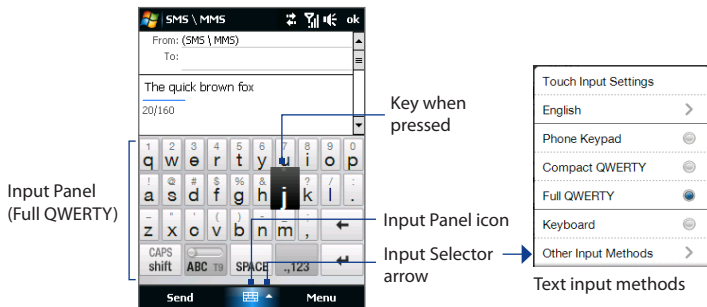 SMS \ MMS ok
From: (SMS \ MMS)
To:
The quick brown fox
20/160
1 2 3 4 5 6 7 8 9 0
q w e r t y u i o p
! @ # $ % & ? / :
a s d f g h j k l .
- " ' ( ) - _ ;
z x c v b n m ,
CAPS
shift ABC T9 SPACE .,123
Send Menu
Input Panel
(Full QWERTY)
Key when
pressed
Input Panel icon
Input Selector
arrow
Touch Input Settings
English
Phone Keypad
Compact QWERTY
Full QWERTY
Keyboard
Other Input Methods
Text input methods